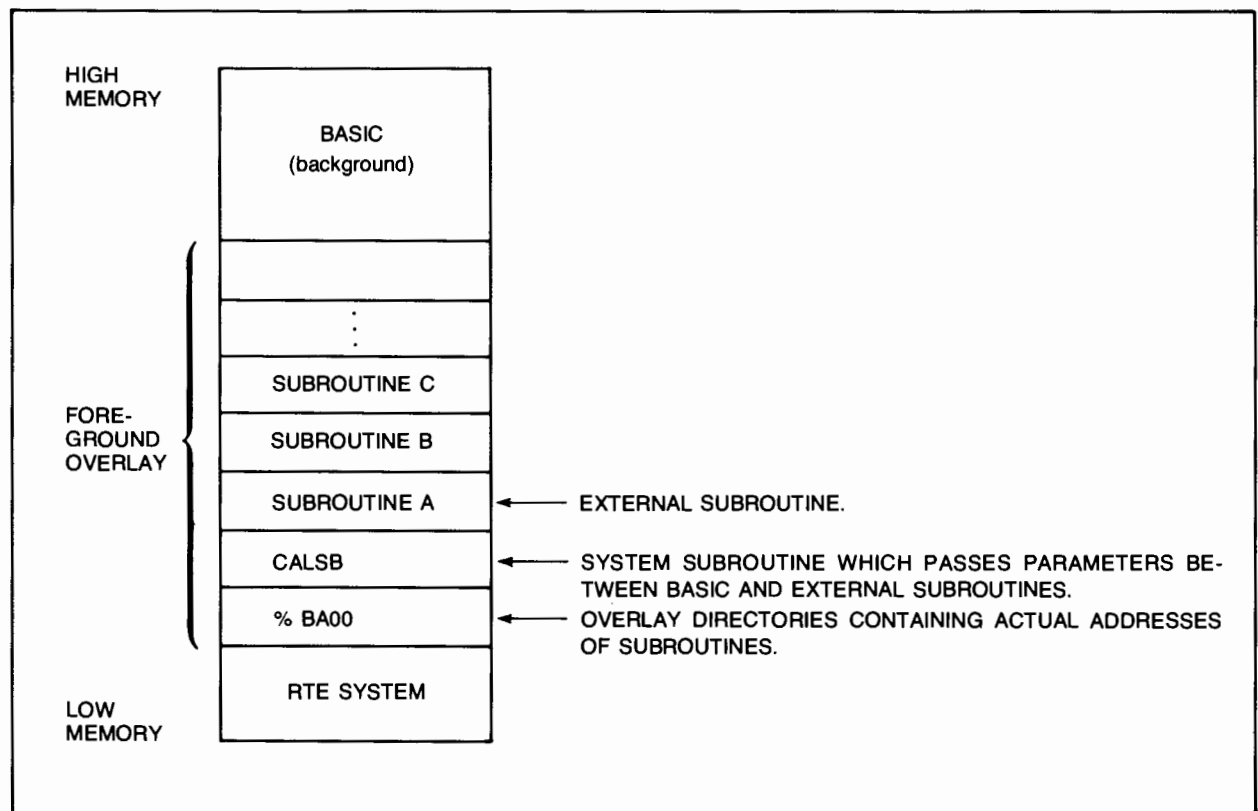 HIGH
MEMORY
BASIC
(background)
SUBROUTINE C
FORE-
GROUND
OVERLAY
SUBROUTINE B
SUBROUTINE A
EXTERNAL SUBROUTINE.
CALSB
SYSTEM SUBROUTINE WHICH PASSES PARAMETERS BE-
TWEEN BASIC AND EXTERNAL SUBROUTINES.
% BA00
OVERLAY DIRECTORIES CONTAINING ACTUAL ADDRESSES
OF SUBROUTINES.
RTE SYSTEM
LOW
MEMORY